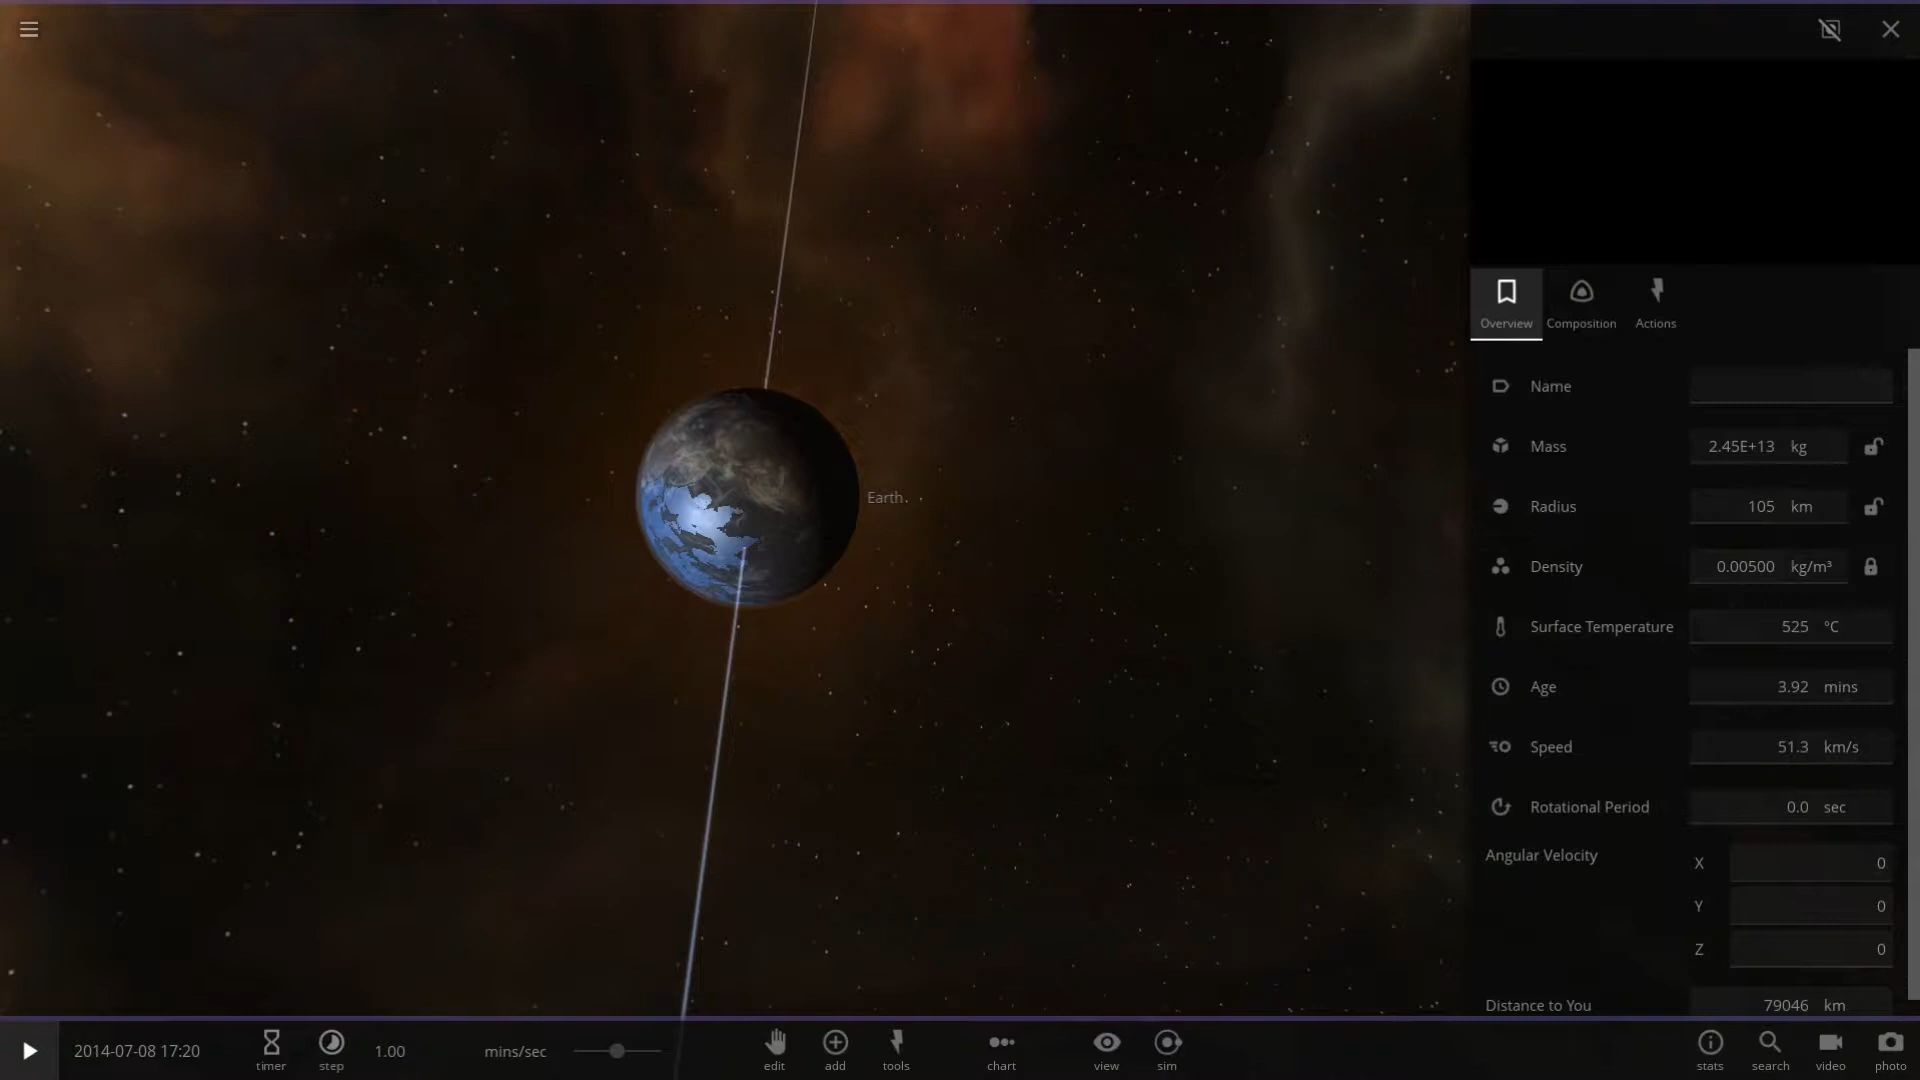 Earth.
Overview Composition Actions
Name
Mass 2.45E+13 kg
Radius 105 km
Density 0.00500 kg/m³
Surface Temperature 525 °C
Age 3.92 mins
Speed 51.3 km/s
Rotational Period 0.0 sec
Angular Velocity X 0
Y 0
Z 0
Distance to You 79046 km
2014-07-08 17:20 timer step 1.00 mins/sec edit add tools chart view sim stats search video photo